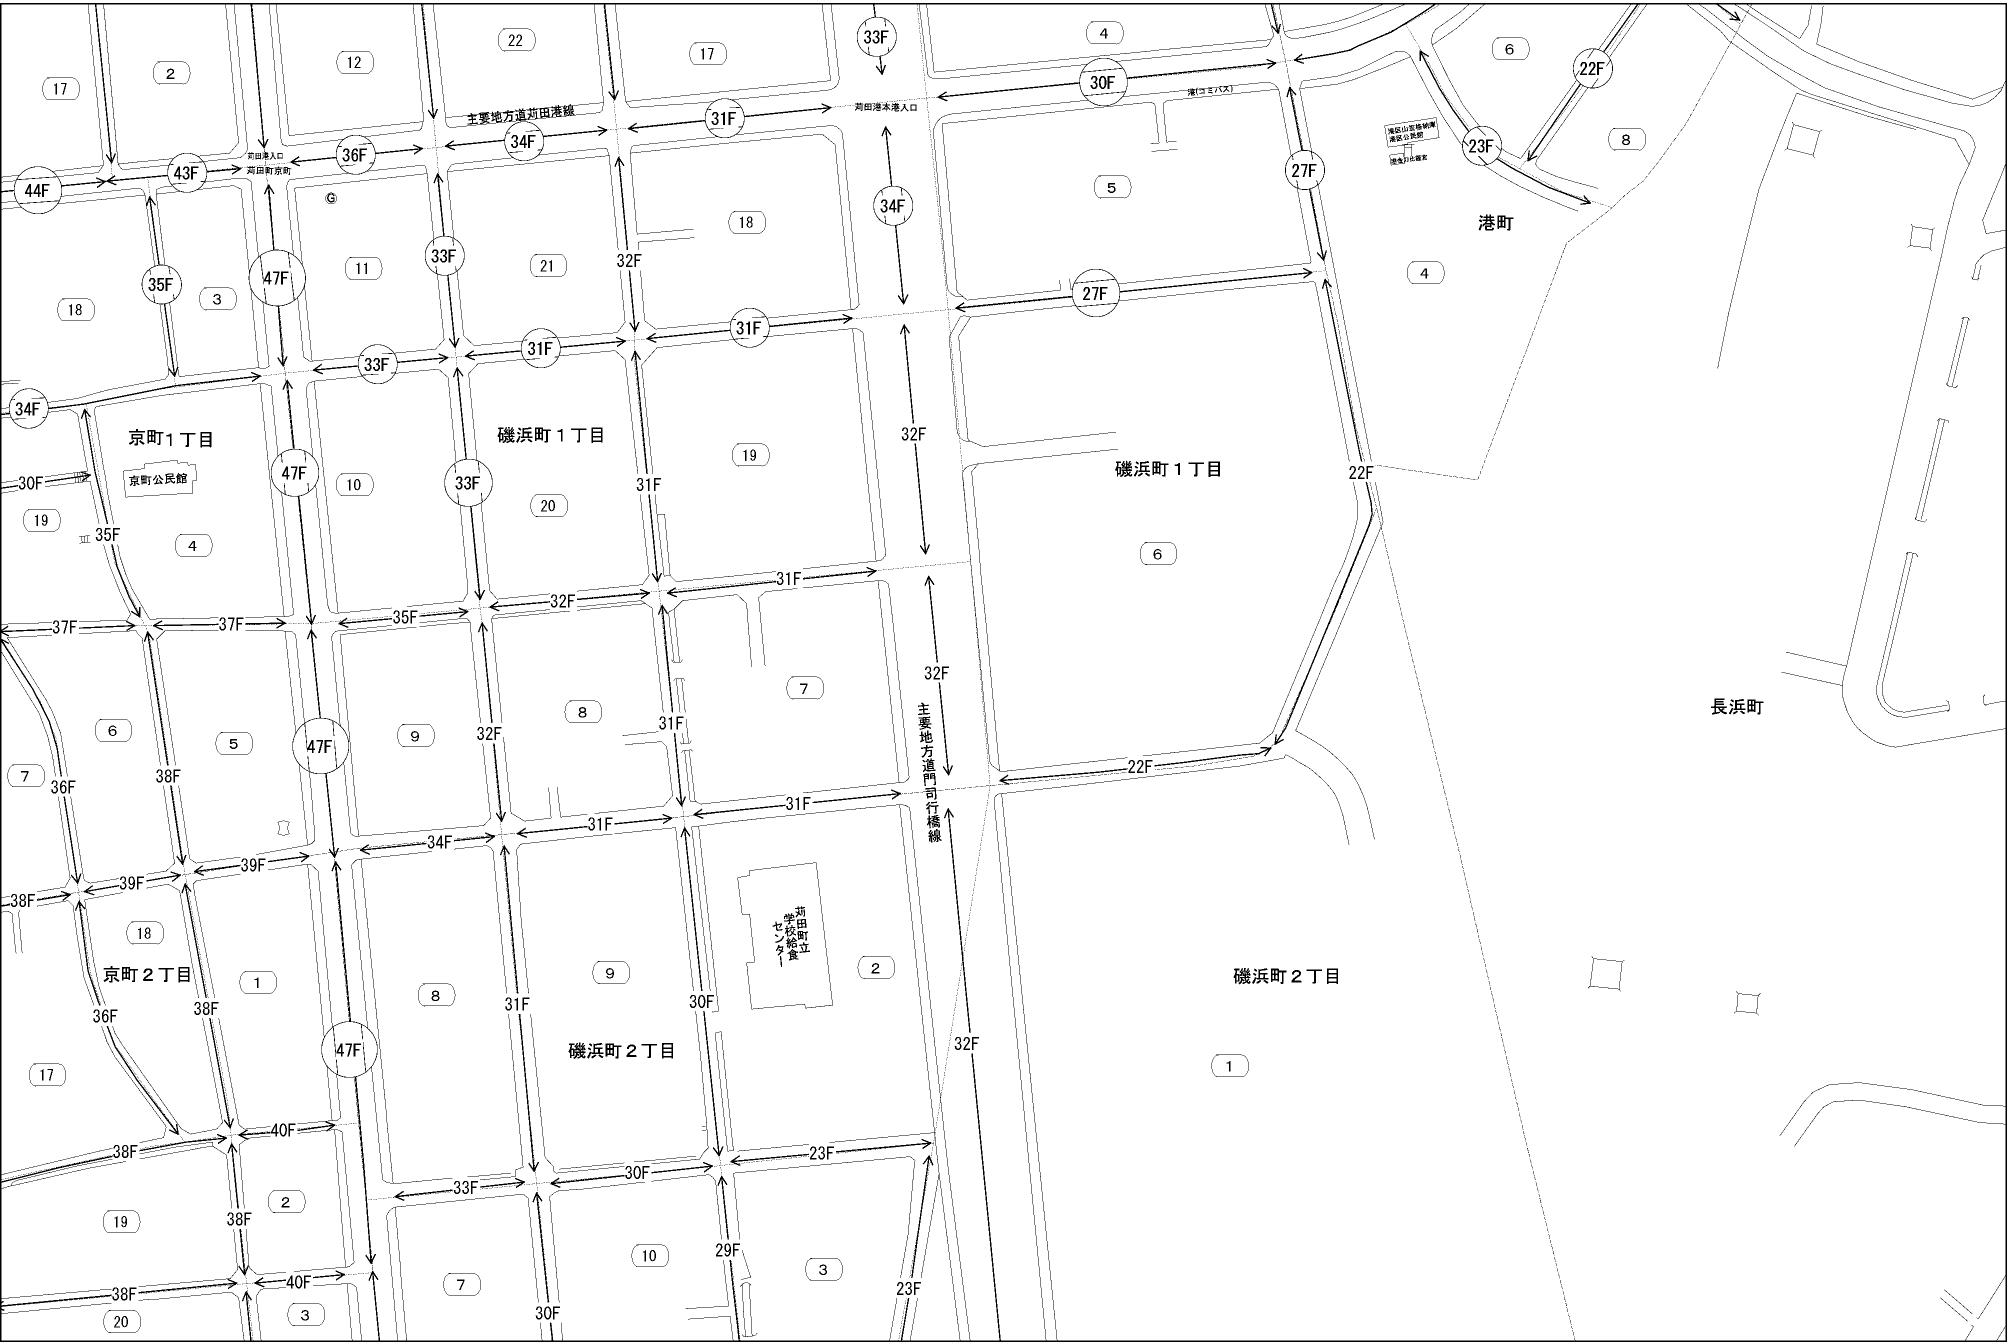 33F
4
22
17
12
2
17
6
22F
30F
港(コミバス)
主要地方道苅田港線
苅田港本港入口
31F
34F
36F
苅田港入口
苅田町京町
43F
44F
23F
8
港区公民館
27F
5
34F
G
18
港町
33F
32F
21
11
47F
35F
3
18
4
27F
31F
31F
33F
34F
京町1丁目
磯浜町1丁目
32F
19
磯浜町1丁目
22F
京町公民館
47F
10
33F
31F
20
30F
19
35F
4
6
31F
32F
35F
37F
37F
32F
7
8
31F
9
32F
47F
5
6
7
36F
38F
主要地方道門司行橋線
長浜町
22F
31F
31F
34F
39F
39F
38F
苅田町立
学校給食
センター
18
京町2丁目
1
38F
36F
8
31F
9
30F
2
磯浜町2丁目
磯浜町2丁目
32F
47F
17
1
40F
38F
23F
30F
33F
2
38F
19
10
29F
3
7
40F
38F
23F
30F
3
20